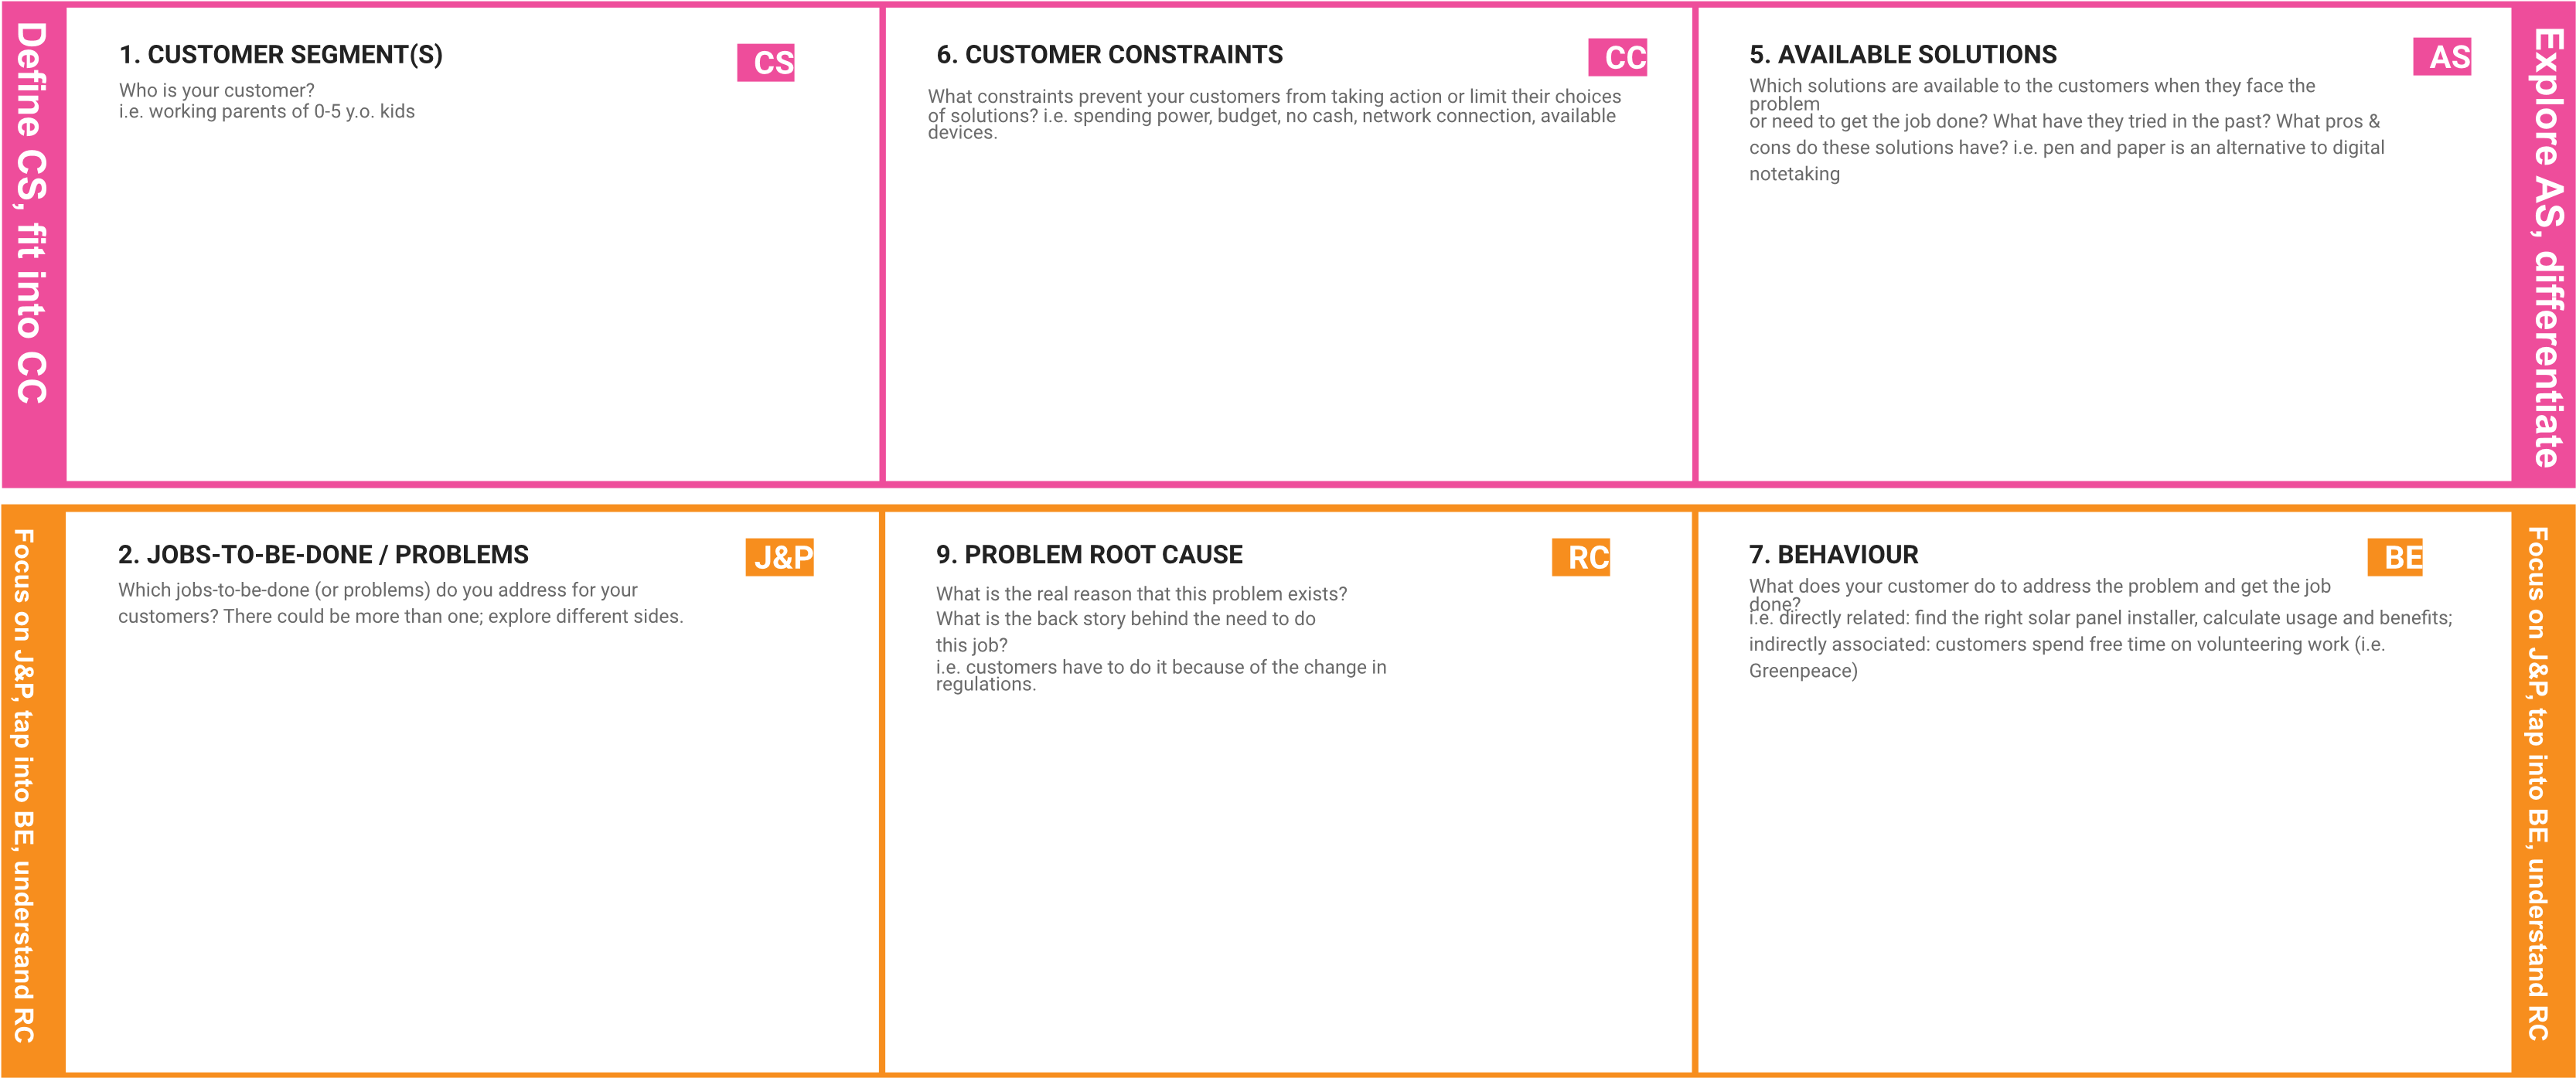 Define CS, fit into CC
1. CUSTOMER SEGMENT(S)
CS
Who is your customer?
i.e. working parents of 0-5 y.o. kids
6. CUSTOMER CONSTRAINTS
CC
What constraints prevent your customers from taking action or limit their choices
of solutions? i.e. spending power, budget, no cash, network connection, available
devices.
5. AVAILABLE SOLUTIONS
AS
Which solutions are available to the customers when they face the
problem
or need to get the job done? What have they tried in the past? What pros &
cons do these solutions have? i.e. pen and paper is an alternative to digital
notetaking
Explore AS, differentiate
Focus on J&P, tap into BE, understand RC
2. JOBS-TO-BE-DONE / PROBLEMS
J&P
Which jobs-to-be-done (or problems) do you address for your
customers? There could be more than one; explore different sides.
9. PROBLEM ROOT CAUSE
RC
What is the real reason that this problem exists?
What is the back story behind the need to do
this job?
i.e. customers have to do it because of the change in
regulations.
7. BEHAVIOUR
BE
What does your customer do to address the problem and get the job
done?
i.e. directly related: find the right solar panel installer, calculate usage and benefits;
indirectly associated: customers spend free time on volunteering work (i.e.
Greenpeace)
Focus on J&P, tap into BE, understand RC